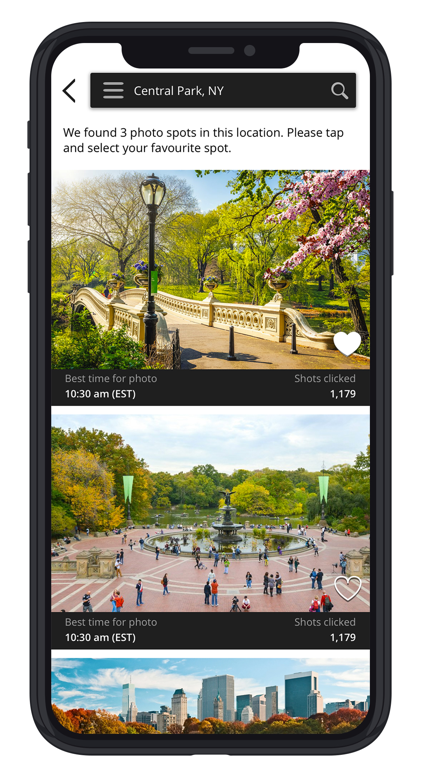 Central Park, NY
We found 3 photo spots in this location. Please tap
and select your favourite spot.
Best time for photo Shots clicked
10:30 am (EST) 1,179
Best time for photo Shots clicked
10:30 am (EST) 1,179